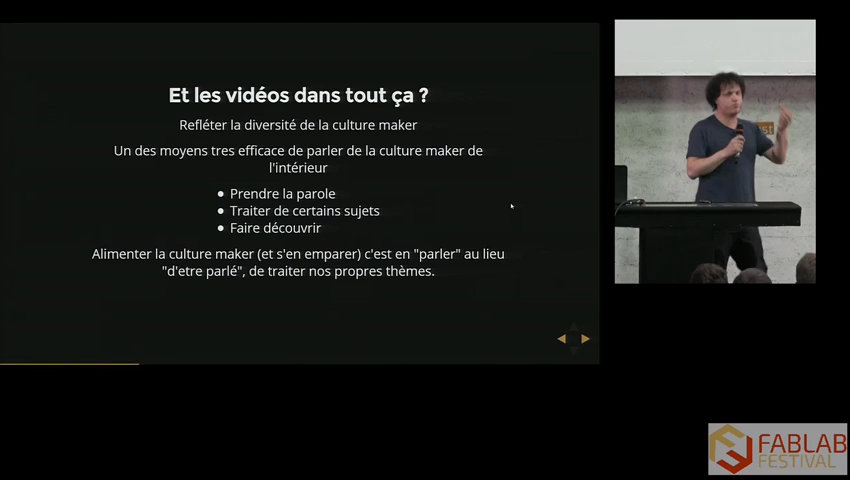 Et les vidéos dans tout ça ?
Refléter la diversité de la culture maker
Un des moyens tres efficace de parler de la culture maker de
l'intérieur
Prendre la parole
Traiter de certains sujets
Faire découvrir
Alimenter la culture maker (et s'en emparer) c'est en "parler" au lieu
"d'etre parlé", de traiter nos propres thèmes.
FABLAB
FESTIVAL